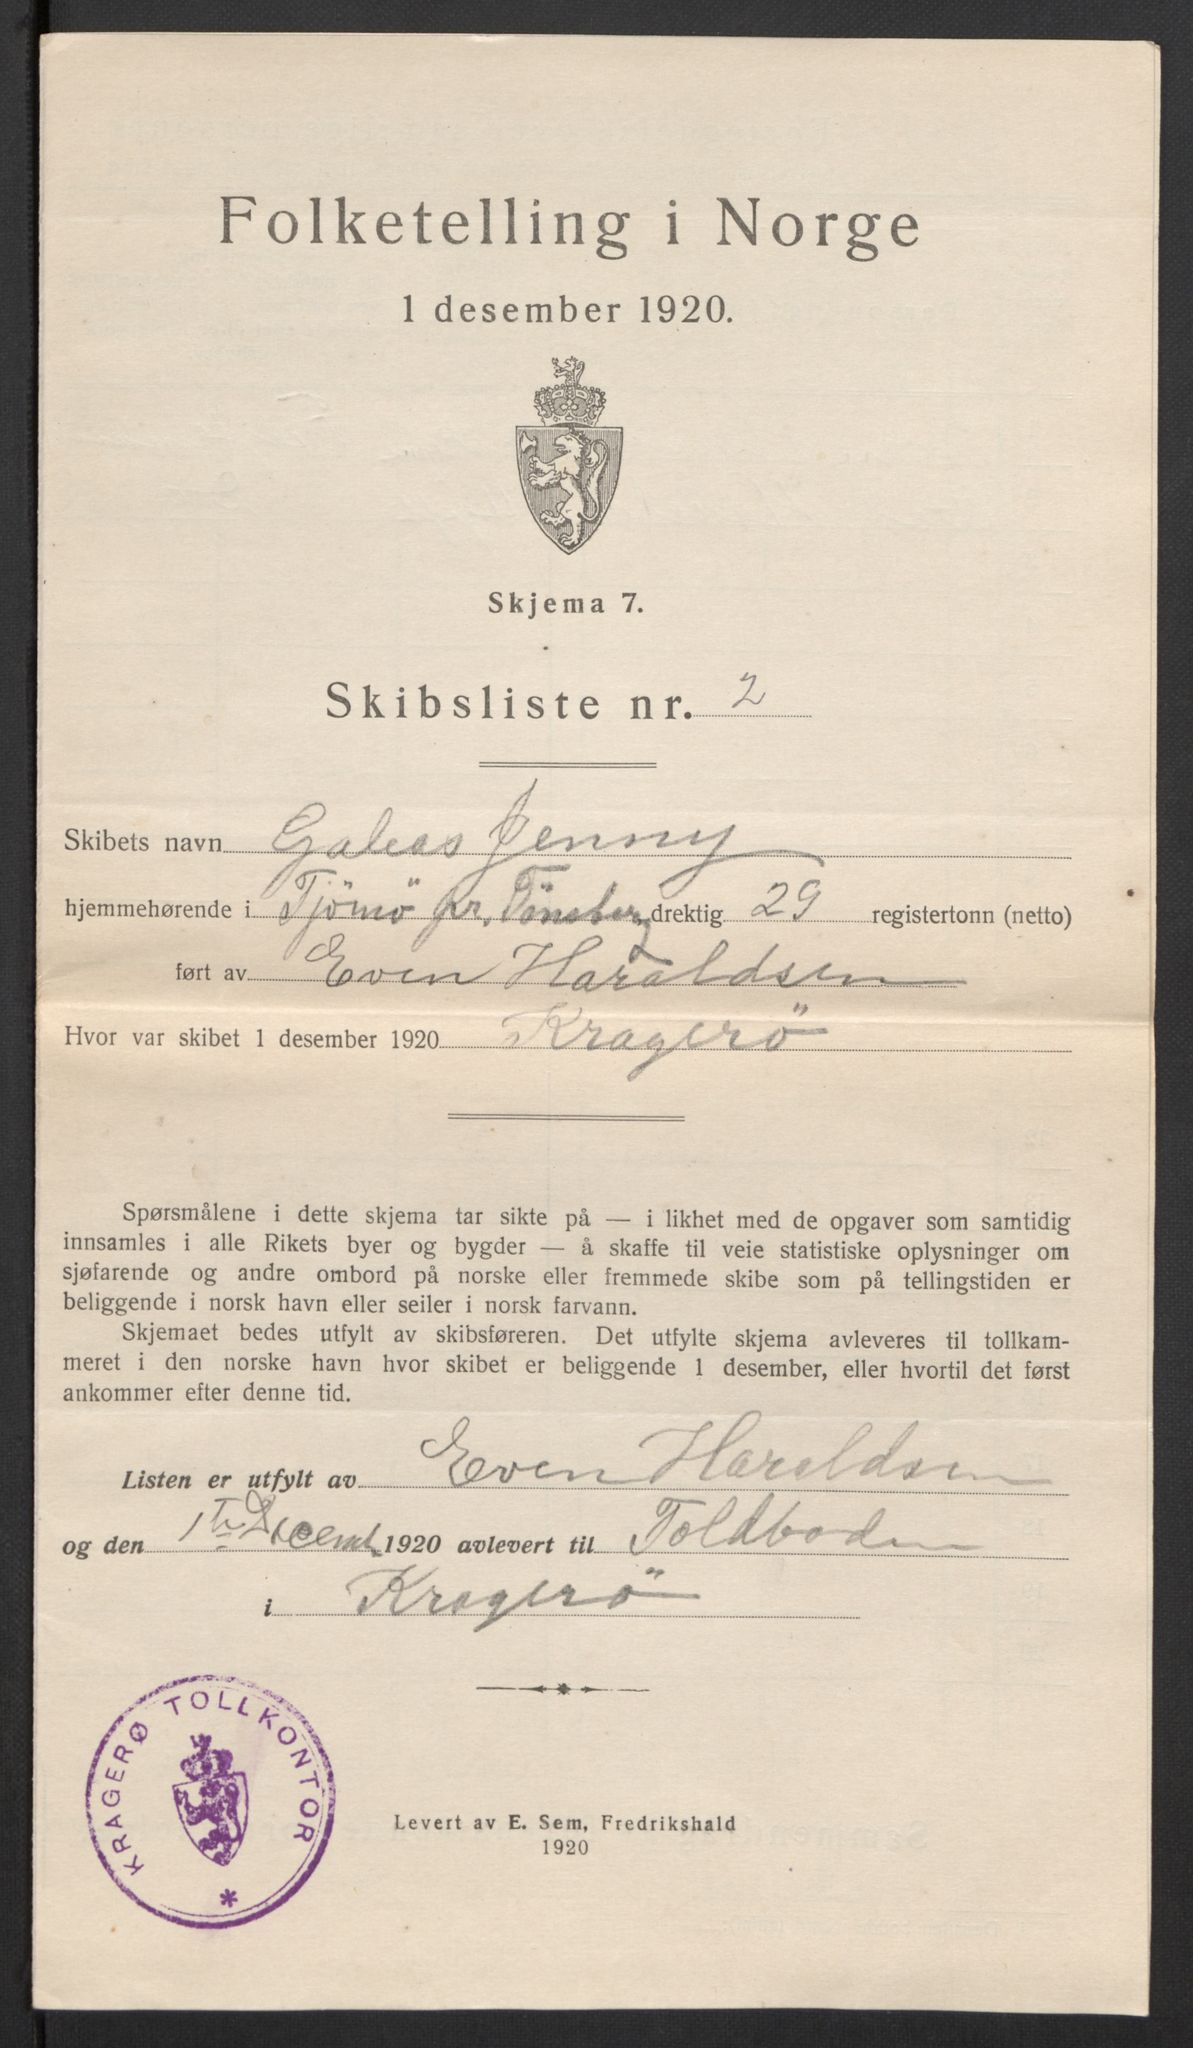 Folketelling i Norge
1 desember 1920.
Skjema 7.
Skibsliste nr. 2
Skibets navn Galeas Jenny
hjemmehørende i Tjömö pr. Tönsberg drektig 29 registertonn (netto)
ført av Even Haraldsen
Hvor var skibet 1 desember 1920 Kragerö
Spørsmålene i dette skjema tar sikte på — i likhet med de opgaver som samtidig
innsamles i alle Rikets byer og bygder — å skaffe til veie statistiske oplysninger om
sjøfarende og andre ombord på norske eller fremmede skibe som på tellingstiden er
beliggende i norsk havn eller seiler i norsk farvann.
Skjemaet bedes utfylt av skibsføreren. Det utfylte skjema avleveres til tollkam-
meret i den norske havn hvor skibet er beliggende 1 desember, eller hvortil det først
ankommer efter denne tid.
Listen er utfylt av Even Haraldsen
og den 1ste Decemb. 1920 avlevert til Toldboden
i Kragerö
KRAGERØ TOLLKONTOR
*
Levert av E. Sem, Fredrikshald
1920